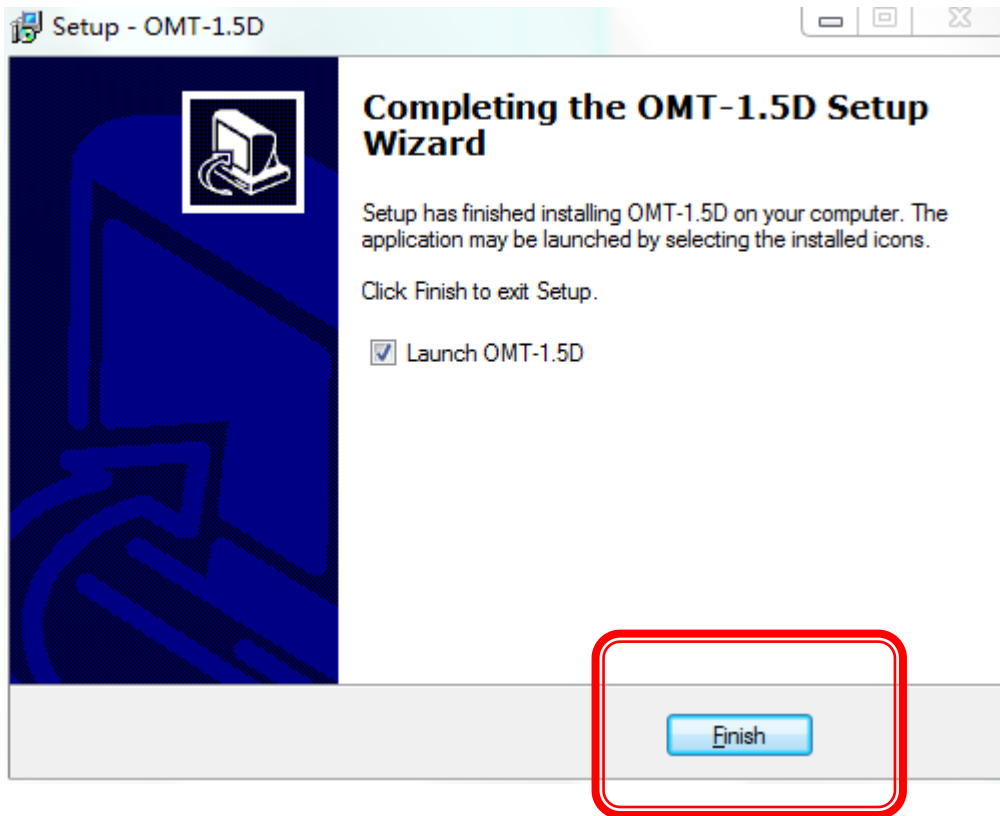 Setup - OMT-1.5D
Completing the OMT-1.5D Setup
Wizard
Setup has finished installing OMT-1.5D on your computer. The
application may be launched by selecting the installed icons.
Click Finish to exit Setup.
Launch OMT-1.5D
Finish